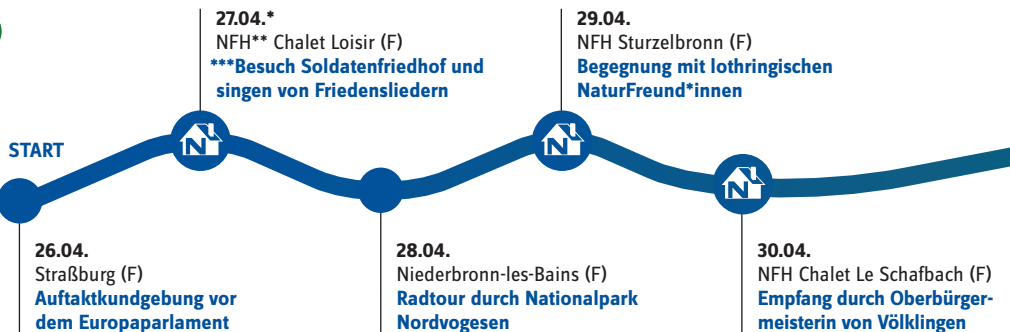 27.04.*
NFH** Chalet Loisir (F)
***Besuch Soldatenfriedhof und
singen von Friedensliedern
29.04.
NFH Sturzelbronn (F)
Begegnung mit lothringischen
NaturFreund*innen
START
N
N
N
26.04.
Straßburg (F)
Auftaktkundgebung vor
dem Europaparlament
28.04.
Niederbronn-les-Bains (F)
Radtour durch Nationalpark
Nordvogesen
30.04.
NFH Chalet Le Schafbach (F)
Empfang durch Oberbürger-
meisterin von Völklingen